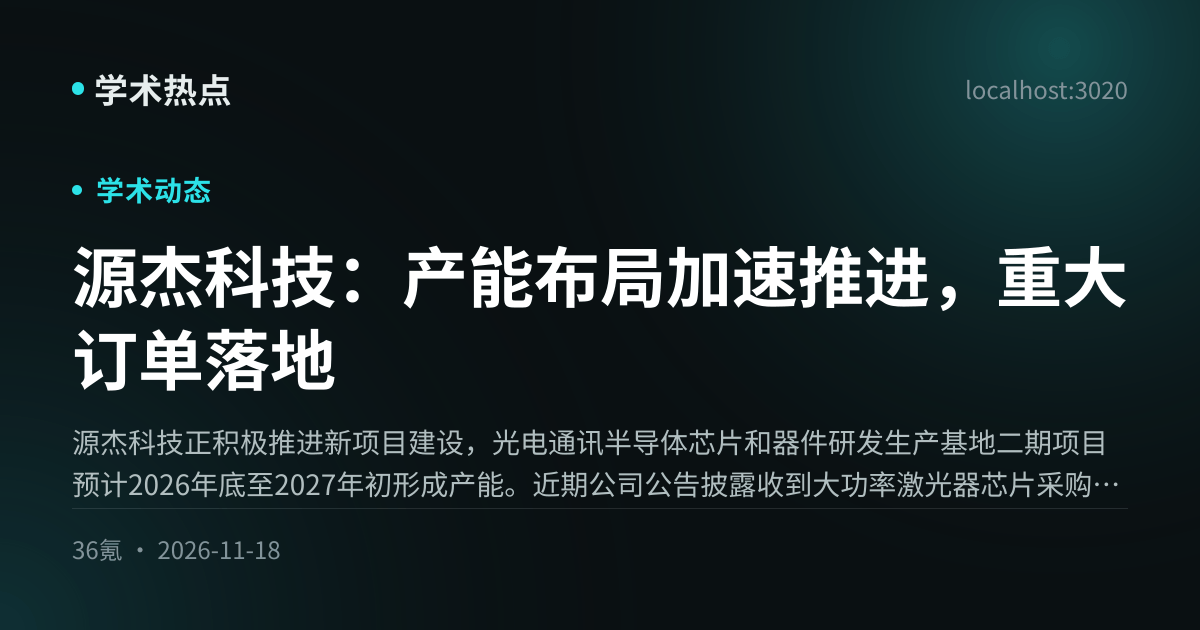 学术热点
localhost:3020
学术动态
源杰科技：产能布局加速推进，重大
订单落地
源杰科技正积极推进新项目建设，光电通讯半导体芯片和器件研发生产基地二期项目
预计2026年底至2027年初形成产能。近期公司公告披露收到大功率激光器芯片采购…
36氪 · 2026-11-18